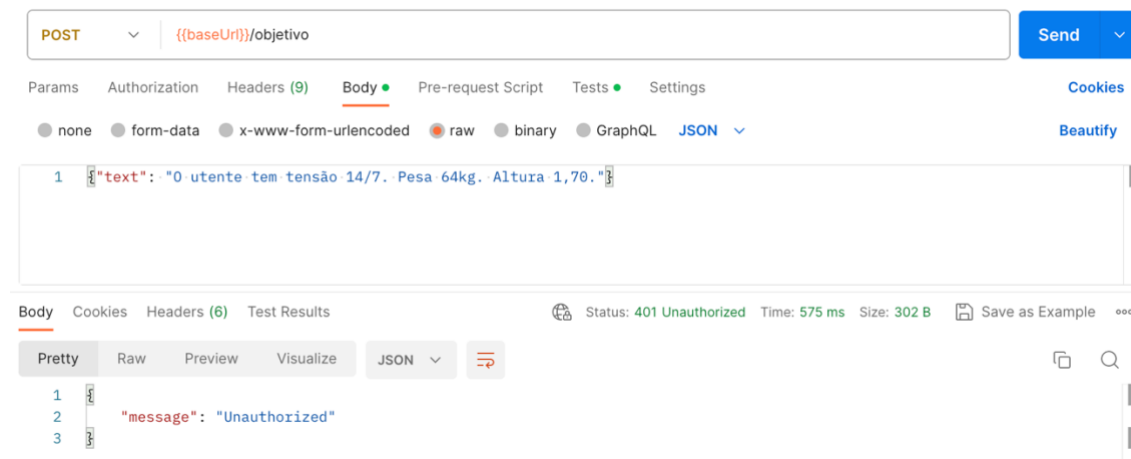 POST {{baseUrl}}/objetivo Send
Params Authorization Headers (9) Body Pre-request Script Tests Settings Cookies
none form-data x-www-form-urlencoded raw binary GraphQL JSON Beautify
1 {"text": "O utente tem tensão 14/7. Pesa 64kg. Altura 1,70."}
Body Cookies Headers (6) Test Results Status: 401 Unauthorized Time: 575 ms Size: 302 B Save as Example
Pretty Raw Preview Visualize JSON
1 {
2 "message": "Unauthorized"
3 }